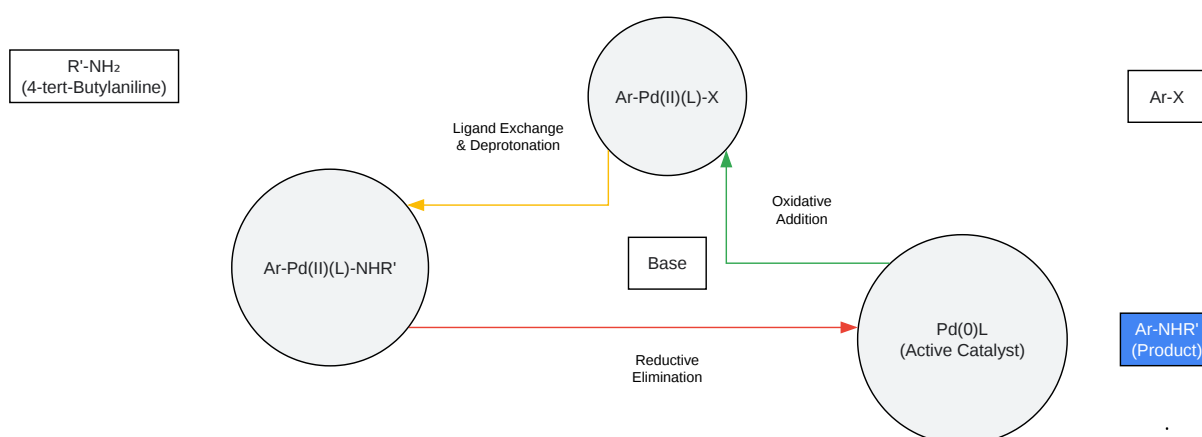 R'-NH₂
(4-tert-Butylaniline)
Ar-Pd(II)(L)-X
Ar-X
Ligand Exchange
& Deprotonation
Oxidative
Addition
Base
Ar-Pd(II)(L)-NHR'
Pd(0)L
(Active Catalyst)
Ar-NHR'
(Product)
Reductive
Elimination
.